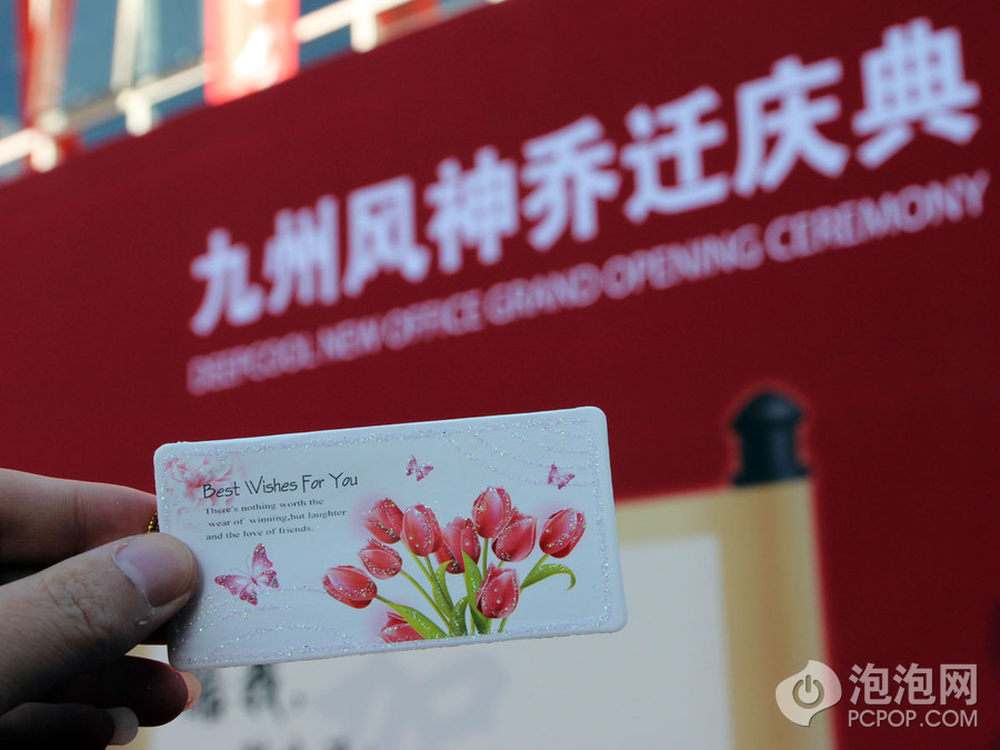 九州风神乔迁庆典
DEEPCOOL NEW OFFICE GRAND OPENING CEREMONY
Best Wishes For You
There's nothing worth the
wear of winning,but laughter
and the love of friends.
泡泡网
PCPOP.COM